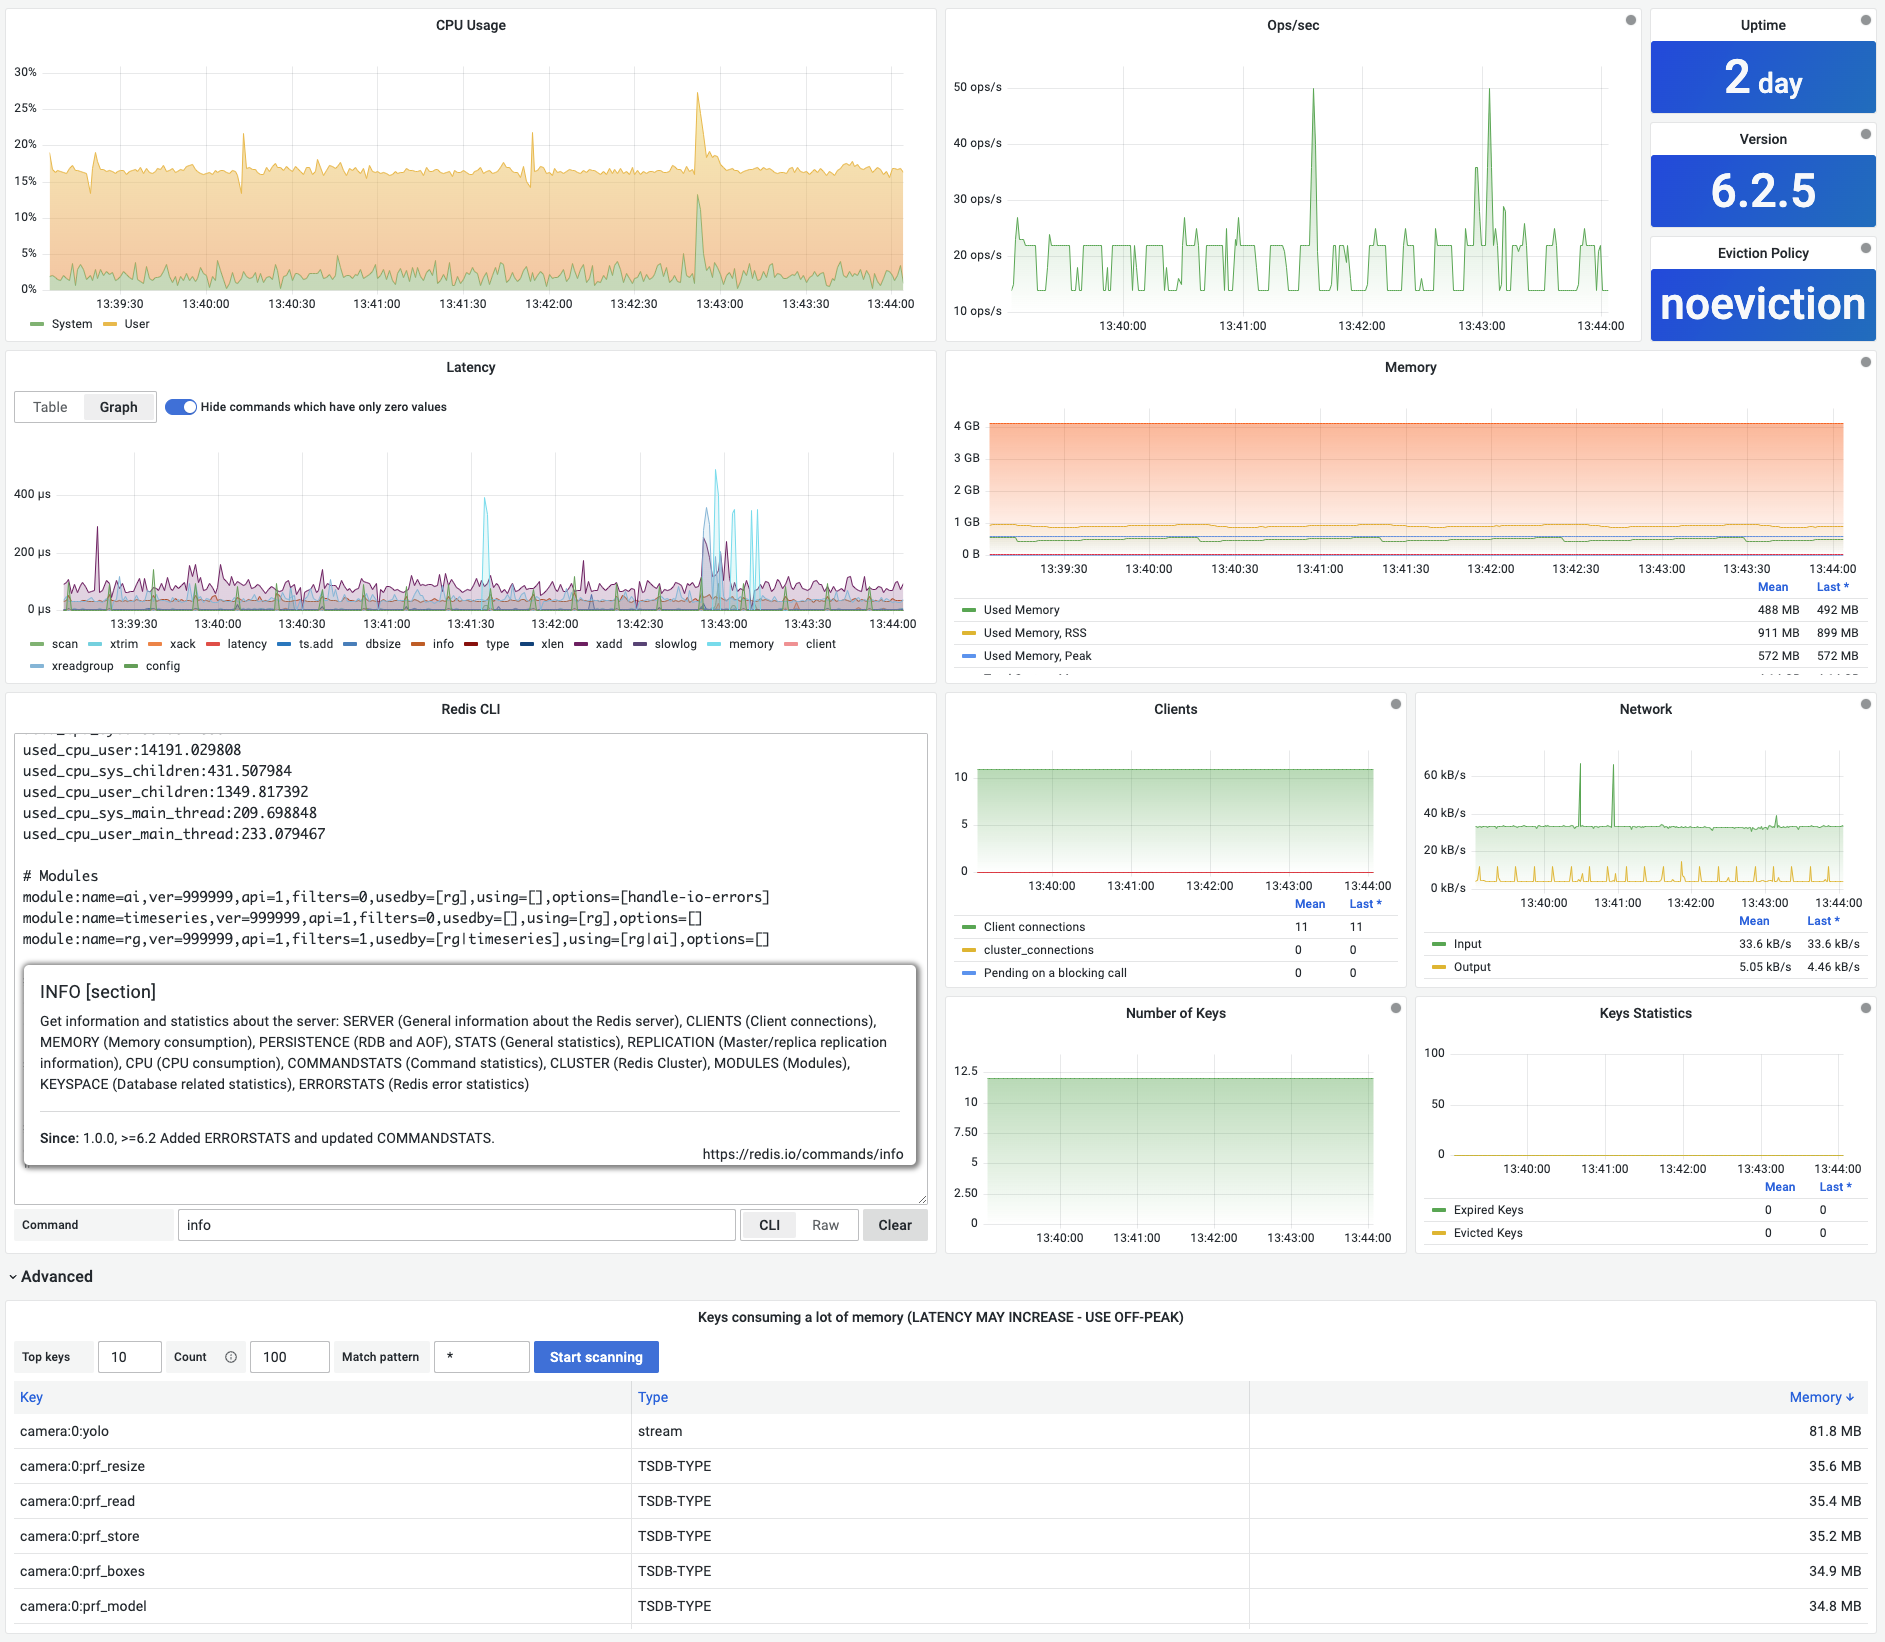 CPU Usage
30%
25%
20%
15%
10%
5%
0%
13:39:30 13:40:00 13:40:30 13:41:00 13:41:30 13:42:00 13:42:30 13:43:00 13:43:30 13:44:00
System User
Ops/sec
50 ops/s
40 ops/s
30 ops/s
20 ops/s
10 ops/s
13:40:00 13:41:00 13:42:00 13:43:00 13:44:00
Uptime
2 day
Version
6.2.5
Eviction Policy
noeviction
Latency
Table Graph Hide commands which have only zero values
400 µs
200 µs
0 µs
13:39:30 13:40:00 13:40:30 13:41:00 13:41:30 13:42:00 13:42:30 13:43:00 13:43:30 13:44:00
scan xtrim xack latency ts.add dbsize info type xlen xadd slowlog memory client
xreadgroup config
Memory
4 GB
3 GB
2 GB
1 GB
0 B
13:39:30 13:40:00 13:40:30 13:41:00 13:41:30 13:42:00 13:42:30 13:43:00 13:43:30 13:44:00
Mean Last *
Used Memory 488 MB 492 MB
Used Memory, RSS 911 MB 899 MB
Used Memory, Peak 572 MB 572 MB
Redis CLI
used_cpu_user:14191.029808
used_cpu_sys_children:431.507984
used_cpu_user_children:1349.817392
used_cpu_sys_main_thread:209.698848
used_cpu_user_main_thread:233.079467
# Modules
module:name=ai,ver=999999,api=1,filters=0,usedby=[rg],using=[],options=[handle-io-errors]
module:name=timeseries,ver=999999,api=1,filters=0,usedby=[],using=[rg],options=[]
module:name=rg,ver=999999,api=1,filters=1,usedby=[rg|timeseries],using=[rg|ai],options=[]
INFO [section]
Get information and statistics about the server: SERVER (General information about the Redis server), CLIENTS (Client connections),
MEMORY (Memory consumption), PERSISTENCE (RDB and AOF), STATS (General statistics), REPLICATION (Master/replica replication
information), CPU (CPU consumption), COMMANDSTATS (Command statistics), CLUSTER (Redis Cluster), MODULES (Modules),
KEYSPACE (Database related statistics), ERRORSTATS (Redis error statistics)
Since: 1.0.0, >=6.2 Added ERRORSTATS and updated COMMANDSTATS.
https://redis.io/commands/info
Command info CLI Raw Clear
Clients
10
5
0
13:40:00 13:41:00 13:42:00 13:43:00 13:44:00
Mean Last *
Client connections 11 11
cluster_connections 0 0
Pending on a blocking call 0 0
Network
60 kB/s
40 kB/s
20 kB/s
0 kB/s
13:40:00 13:41:00 13:42:00 13:43:00 13:44:00
Mean Last *
Input 33.6 kB/s 33.6 kB/s
Output 5.05 kB/s 4.46 kB/s
Number of Keys
12.5
10
7.50
5
2.50
0
13:40:00 13:41:00 13:42:00 13:43:00 13:44:00
Keys Statistics
100
50
0
13:40:00 13:41:00 13:42:00 13:43:00 13:44:00
Mean Last *
Expired Keys 0 0
Evicted Keys 0 0
Advanced
Keys consuming a lot of memory (LATENCY MAY INCREASE - USE OFF-PEAK)
Top keys 10 Count 100 Match pattern * Start scanning
Key Type Memory
camera:0:yolo stream 81.8 MB
camera:0:prf_resize TSDB-TYPE 35.6 MB
camera:0:prf_read TSDB-TYPE 35.4 MB
camera:0:prf_store TSDB-TYPE 35.2 MB
camera:0:prf_boxes TSDB-TYPE 34.9 MB
camera:0:prf_model TSDB-TYPE 34.8 MB